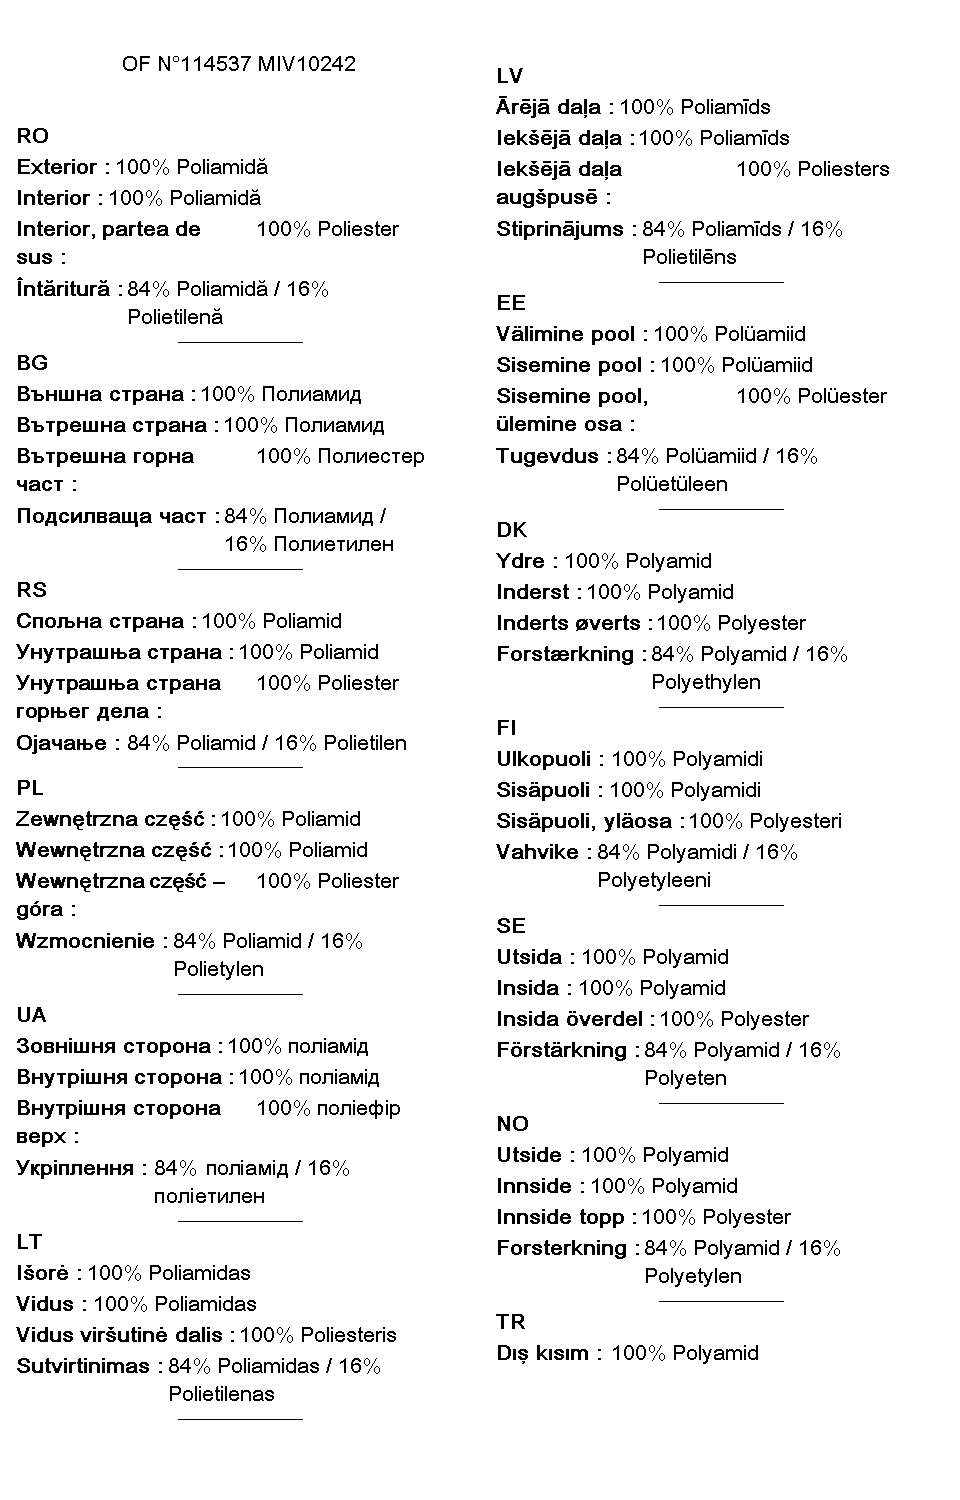 OF N°114537 MIV10242
RO
Exterior : 100% Poliamidă
Interior : 100% Poliamidă
Interior, partea de 100% Poliester
sus :
Întăritură : 84% Poliamidă / 16%
Polietilenă
BG
Външна страна : 100% Полиамид
Вътрешна страна : 100% Полиамид
Вътрешна горна 100% Полиестер
част :
Подсилваща част : 84% Полиамид /
16% Полиетилен
RS
Спољна страна : 100% Poliamid
Унутрашња страна : 100% Poliamid
Унутрашња страна 100% Poliester
горњег дела :
Ојачање : 84% Poliamid / 16% Polietilen
PL
Zewnętrzna część : 100% Poliamid
Wewnętrzna część : 100% Poliamid
Wewnętrzna część – 100% Poliester
góra :
Wzmocnienie : 84% Poliamid / 16%
Polietylen
UA
Зовнішня сторона : 100% поліамід
Внутрішня сторона : 100% поліамід
Внутрішня сторона 100% поліефір
верх :
Укріплення : 84% поліамід / 16%
поліетилен
LT
Išorė : 100% Poliamidas
Vidus : 100% Poliamidas
Vidus viršutinė dalis : 100% Poliesteris
Sutvirtinimas : 84% Poliamidas / 16%
Polietilenas
LV
Ārējā daļa : 100% Poliamīds
Iekšējā daļa : 100% Poliamīds
Iekšējā daļa 100% Poliesters
augšpusē :
Stiprinājums : 84% Poliamīds / 16%
Polietilēns
EE
Välimine pool : 100% Polüamiid
Sisemine pool : 100% Polüamiid
Sisemine pool, 100% Polüester
ülemine osa :
Tugevdus : 84% Polüamiid / 16%
Polüetüleen
DK
Ydre : 100% Polyamid
Inderst : 100% Polyamid
Inderts øverts : 100% Polyester
Forstærkning : 84% Polyamid / 16%
Polyethylen
FI
Ulkopuoli : 100% Polyamidi
Sisäpuoli : 100% Polyamidi
Sisäpuoli, yläosa : 100% Polyesteri
Vahvike : 84% Polyamidi / 16%
Polyetyleeni
SE
Utsida : 100% Polyamid
Insida : 100% Polyamid
Insida överdel : 100% Polyester
Förstärkning : 84% Polyamid / 16%
Polyeten
NO
Utside : 100% Polyamid
Innside : 100% Polyamid
Innside topp : 100% Polyester
Forsterkning : 84% Polyamid / 16%
Polyetylen
TR
Dış kısım : 100% Polyamid